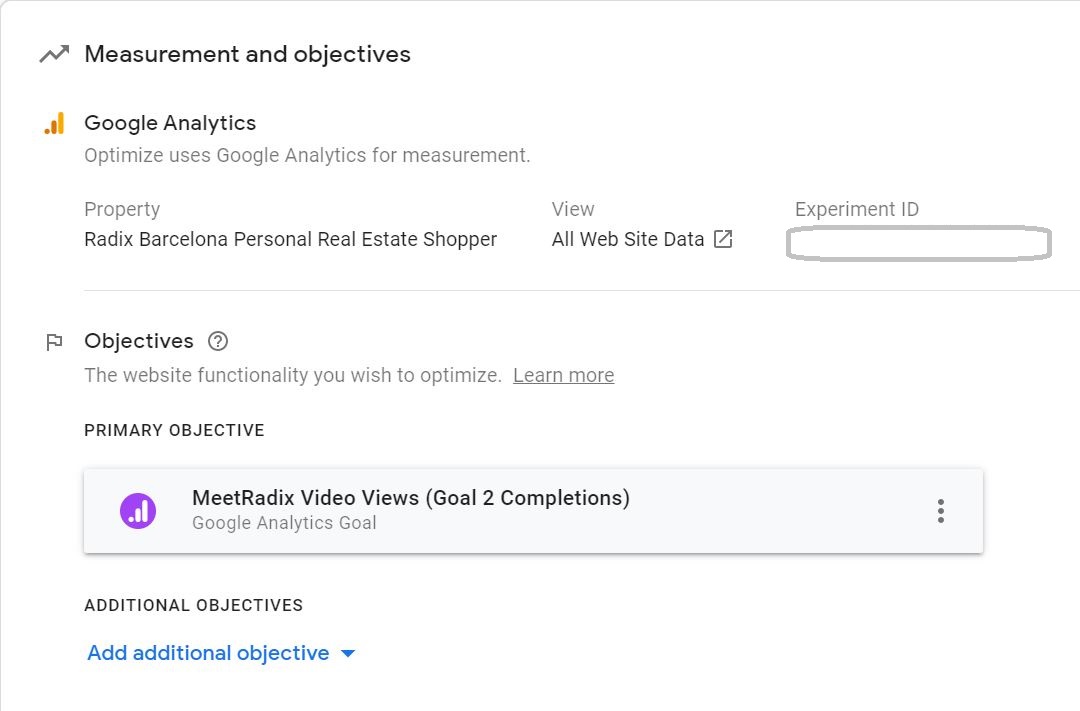 Measurement and objectives
Google Analytics
Optimize uses Google Analytics for measurement.
Property
Radix Barcelona Personal Real Estate Shopper
View
All Web Site Data
Experiment ID
Objectives
The website functionality you wish to optimize. Learn more
PRIMARY OBJECTIVE
MeetRadix Video Views (Goal 2 Completions)
Google Analytics Goal
ADDITIONAL OBJECTIVES
Add additional objective